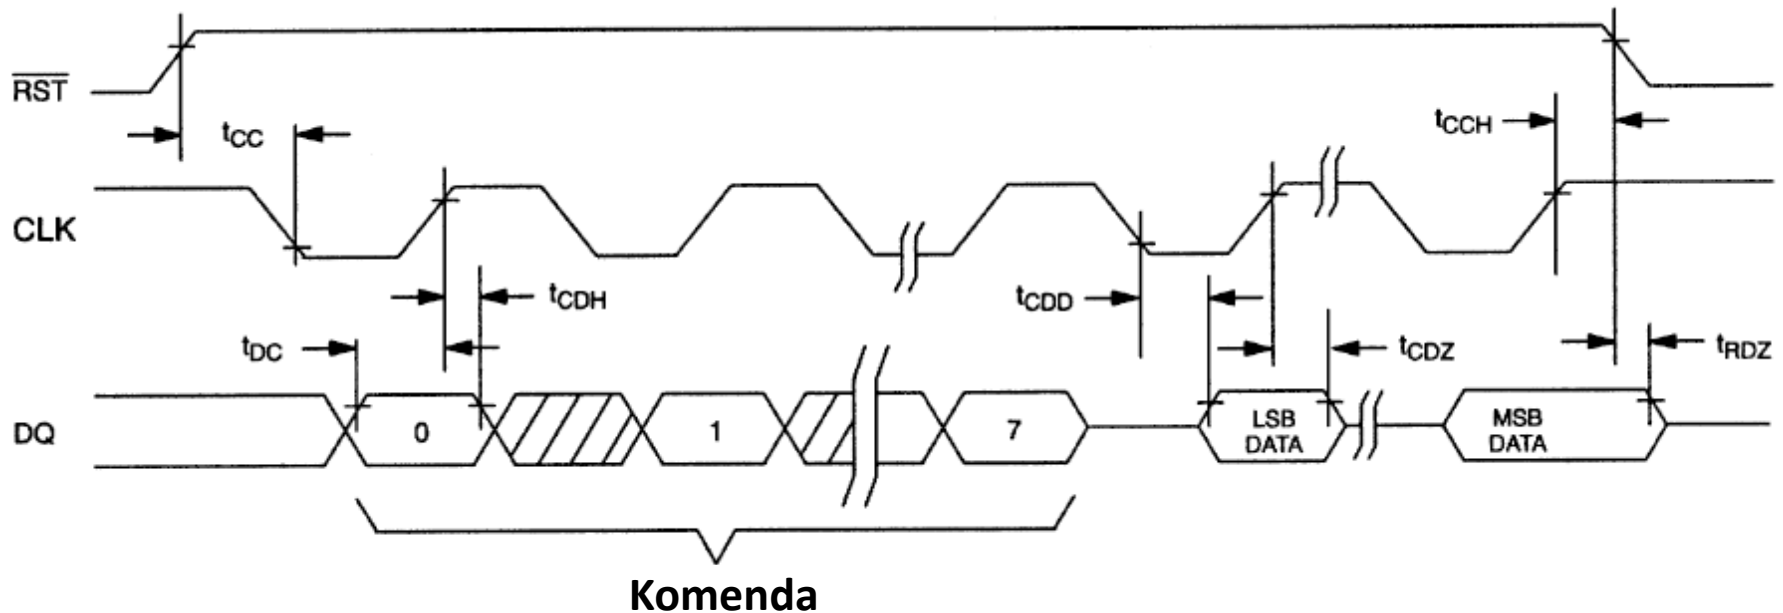 RST
tCC
tCCH
CLK
tCDH
tCDD
tDC
tCDZ
tRDZ
DQ
0
1
7
LSB
DATA
MSB
DATA
Komenda